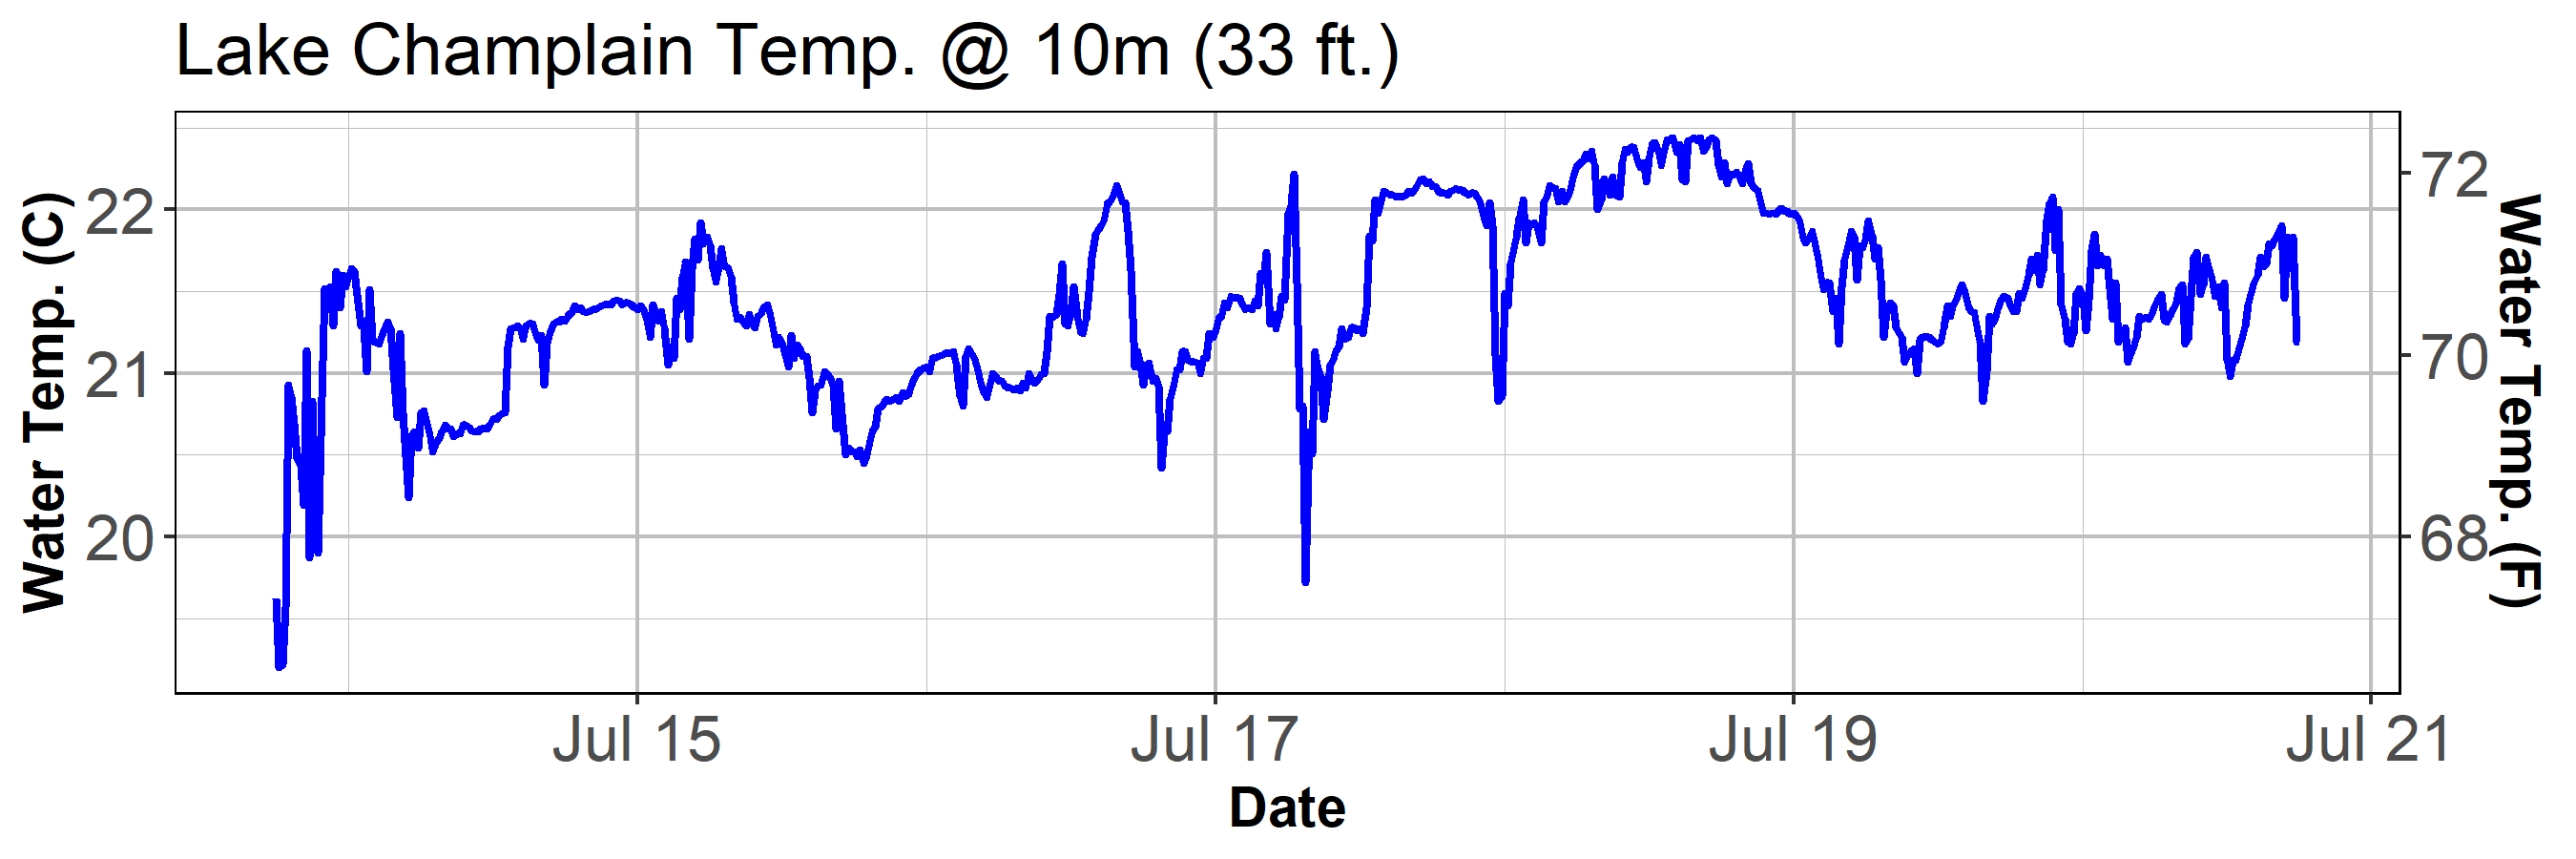 Lake Champlain Temp. @ 10m (33 ft.)
Water Temp. (C)
22
21
20
72
70
68
Water Temp. (F)
Jul 15
Jul 17
Jul 19
Jul 21
Date